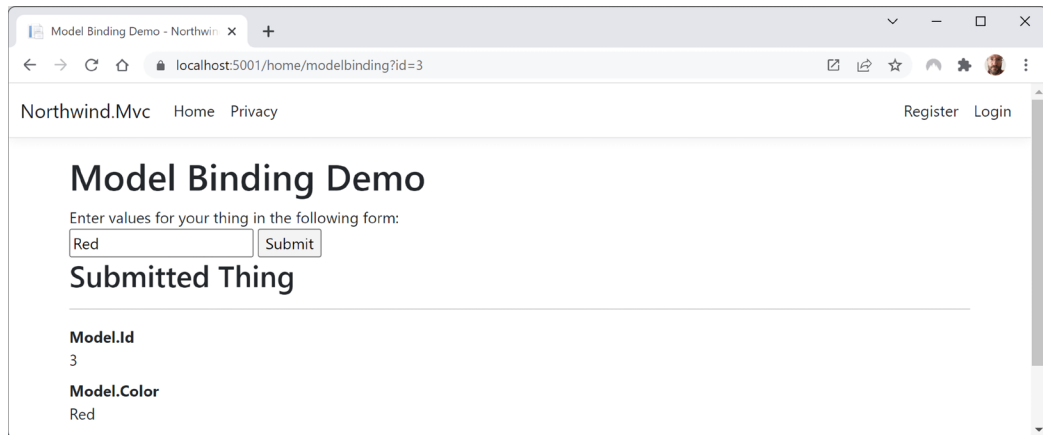 Model Binding Demo - Northwin
localhost:5001/home/modelbinding?id=3
Northwind.Mvc Home Privacy Register Login
Model Binding Demo
Enter values for your thing in the following form:
Red Submit
Submitted Thing
Model.Id
3
Model.Color
Red